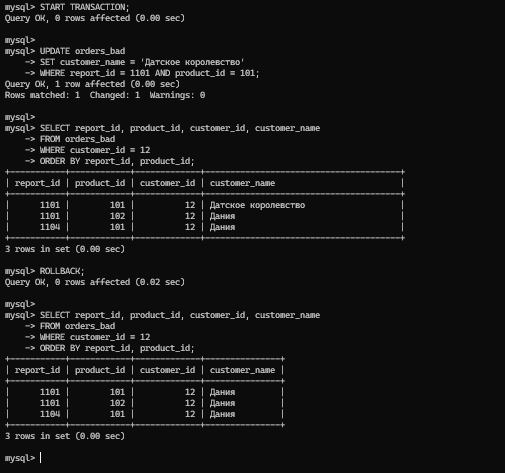 mysql> START TRANSACTION;
Query OK, 0 rows affected (0.00 sec)
mysql>
mysql> UPDATE orders_bad
    -> SET customer_name = 'Датское королевство'
    -> WHERE report_id = 1101 AND product_id = 101;
Query OK, 1 row affected (0.00 sec)
Rows matched: 1  Changed: 1  Warnings: 0
mysql>
mysql> SELECT report_id, product_id, customer_id, customer_name
    -> FROM orders_bad
    -> WHERE customer_id = 12
    -> ORDER BY report_id, product_id;
+-----------+------------+-------------+-------------------------------------+
| report_id | product_id | customer_id | customer_name                       |
+-----------+------------+-------------+-------------------------------------+
|      1101 |        101 |          12 | Датское королевство                 |
|      1101 |        102 |          12 | Дания                               |
|      1104 |        101 |          12 | Дания                               |
+-----------+------------+-------------+-------------------------------------+
3 rows in set (0.00 sec)
mysql> ROLLBACK;
Query OK, 0 rows affected (0.02 sec)
mysql>
mysql> SELECT report_id, product_id, customer_id, customer_name
    -> FROM orders_bad
    -> WHERE customer_id = 12
    -> ORDER BY report_id, product_id;
+-----------+------------+-------------+---------------+
| report_id | product_id | customer_id | customer_name |
+-----------+------------+-------------+---------------+
|      1101 |        101 |          12 | Дания         |
|      1101 |        102 |          12 | Дания         |
|      1104 |        101 |          12 | Дания         |
+-----------+------------+-------------+---------------+
3 rows in set (0.00 sec)
mysql>